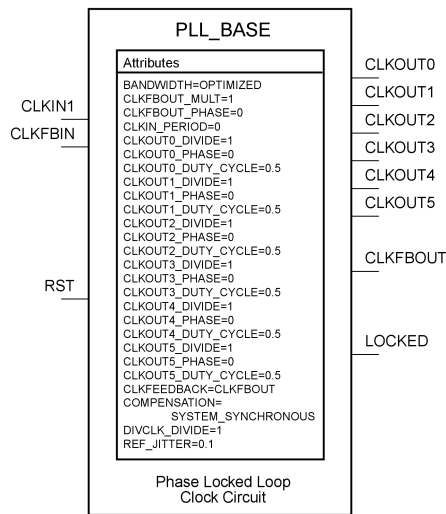 PLL_BASE
Attributes
BANDWIDTH=OPTIMIZED
CLKFBOUT_MULT=1
CLKFBOUT_PHASE=0
CLKIN_PERIOD=0
CLKOUT0_DIVIDE=1
CLKOUT0_PHASE=0
CLKOUT0_DUTY_CYCLE=0.5
CLKOUT1_DIVIDE=1
CLKOUT1_PHASE=0
CLKOUT1_DUTY_CYCLE=0.5
CLKOUT2_DIVIDE=1
CLKOUT2_PHASE=0
CLKOUT2_DUTY_CYCLE=0.5
CLKOUT3_DIVIDE=1
CLKOUT3_PHASE=0
CLKOUT3_DUTY_CYCLE=0.5
CLKOUT4_DIVIDE=1
CLKOUT4_PHASE=0
CLKOUT4_DUTY_CYCLE=0.5
CLKOUT5_DIVIDE=1
CLKOUT5_PHASE=0
CLKOUT5_DUTY_CYCLE=0.5
CLKFEEDBACK=CLKFBOUT
COMPENSATION=
SYSTEM_SYNCHRONOUS
DIVCLK_DIVIDE=1
REF_JITTER=0.1
CLKIN1
CLKFBIN
RST
CLKOUT0
CLKOUT1
CLKOUT2
CLKOUT3
CLKOUT4
CLKOUT5
CLKFBOUT
LOCKED
Phase Locked Loop
Clock Circuit